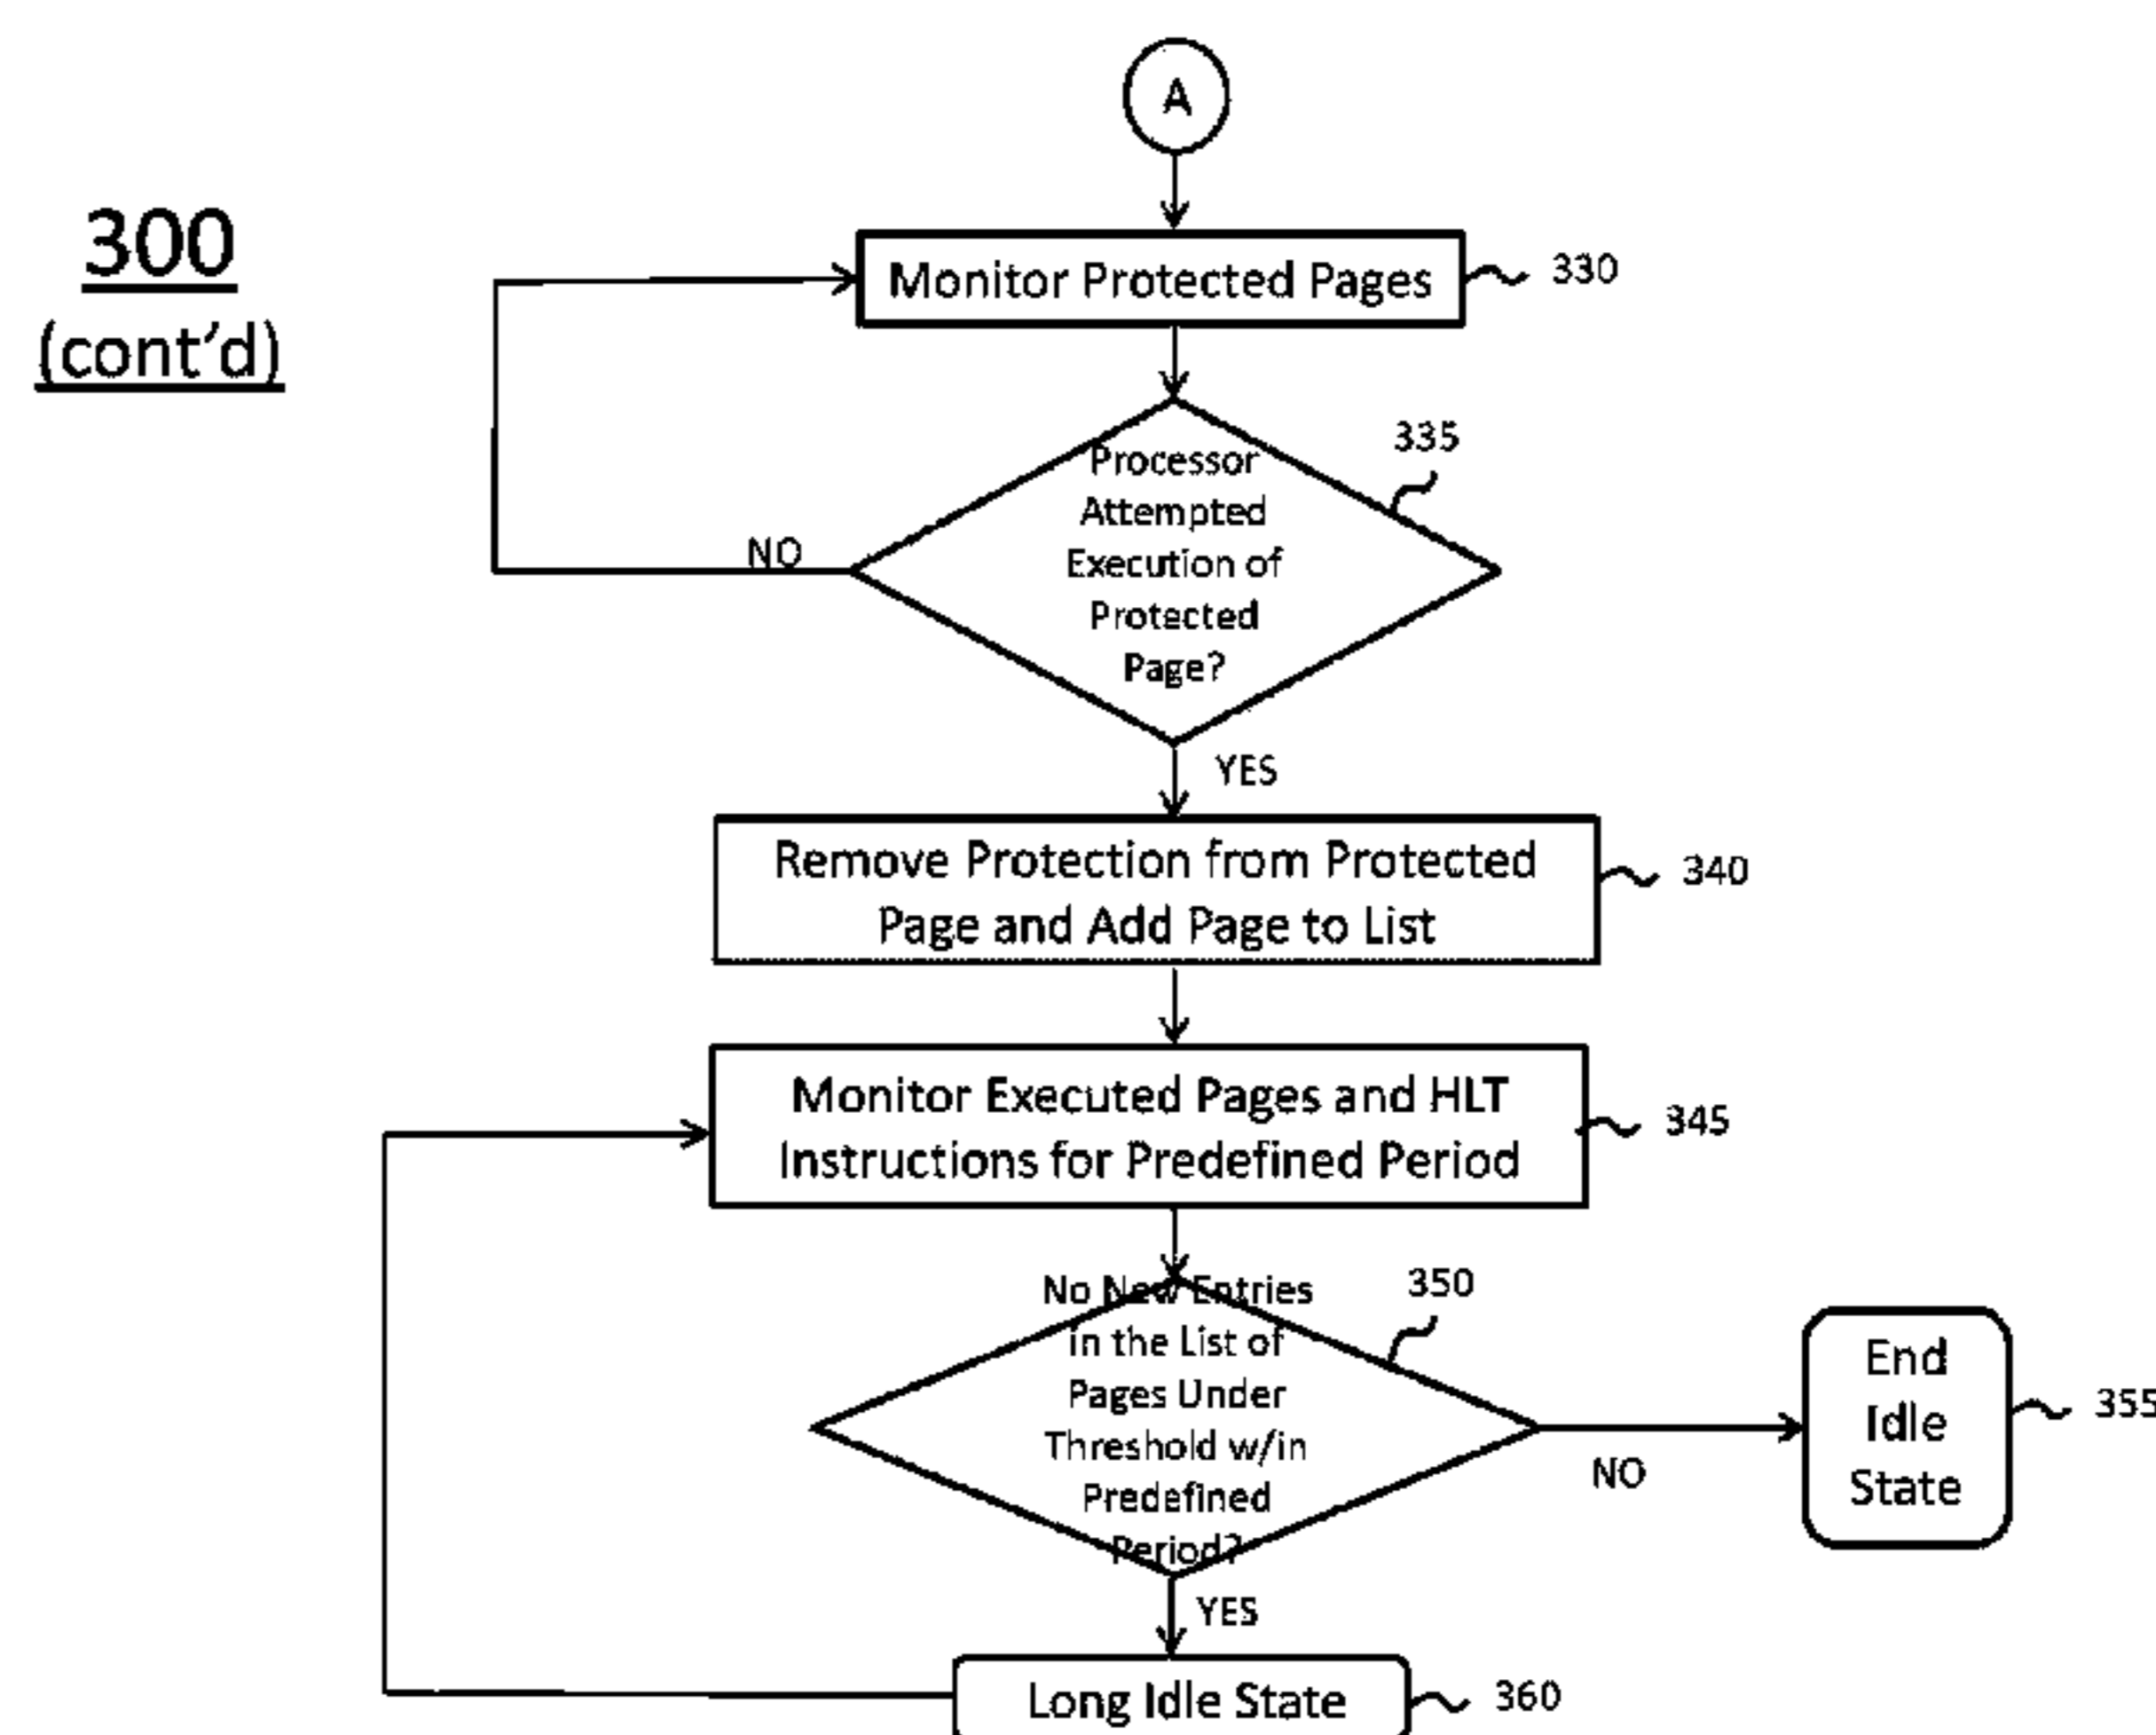 A
300
(cont'd)
Monitor Protected Pages
330
335
Processor
Attempted
Execution of
Protected
Page?
NO
YES
Remove Protection from Protected
Page and Add Page to List
340
Monitor Executed Pages and HLT
Instructions for Predefined Period
345
No New Entries
in the List of
Pages Under
Threshold w/in
Predefined
Period?
350
NO
End
Idle
State
355
YES
Long Idle State
360